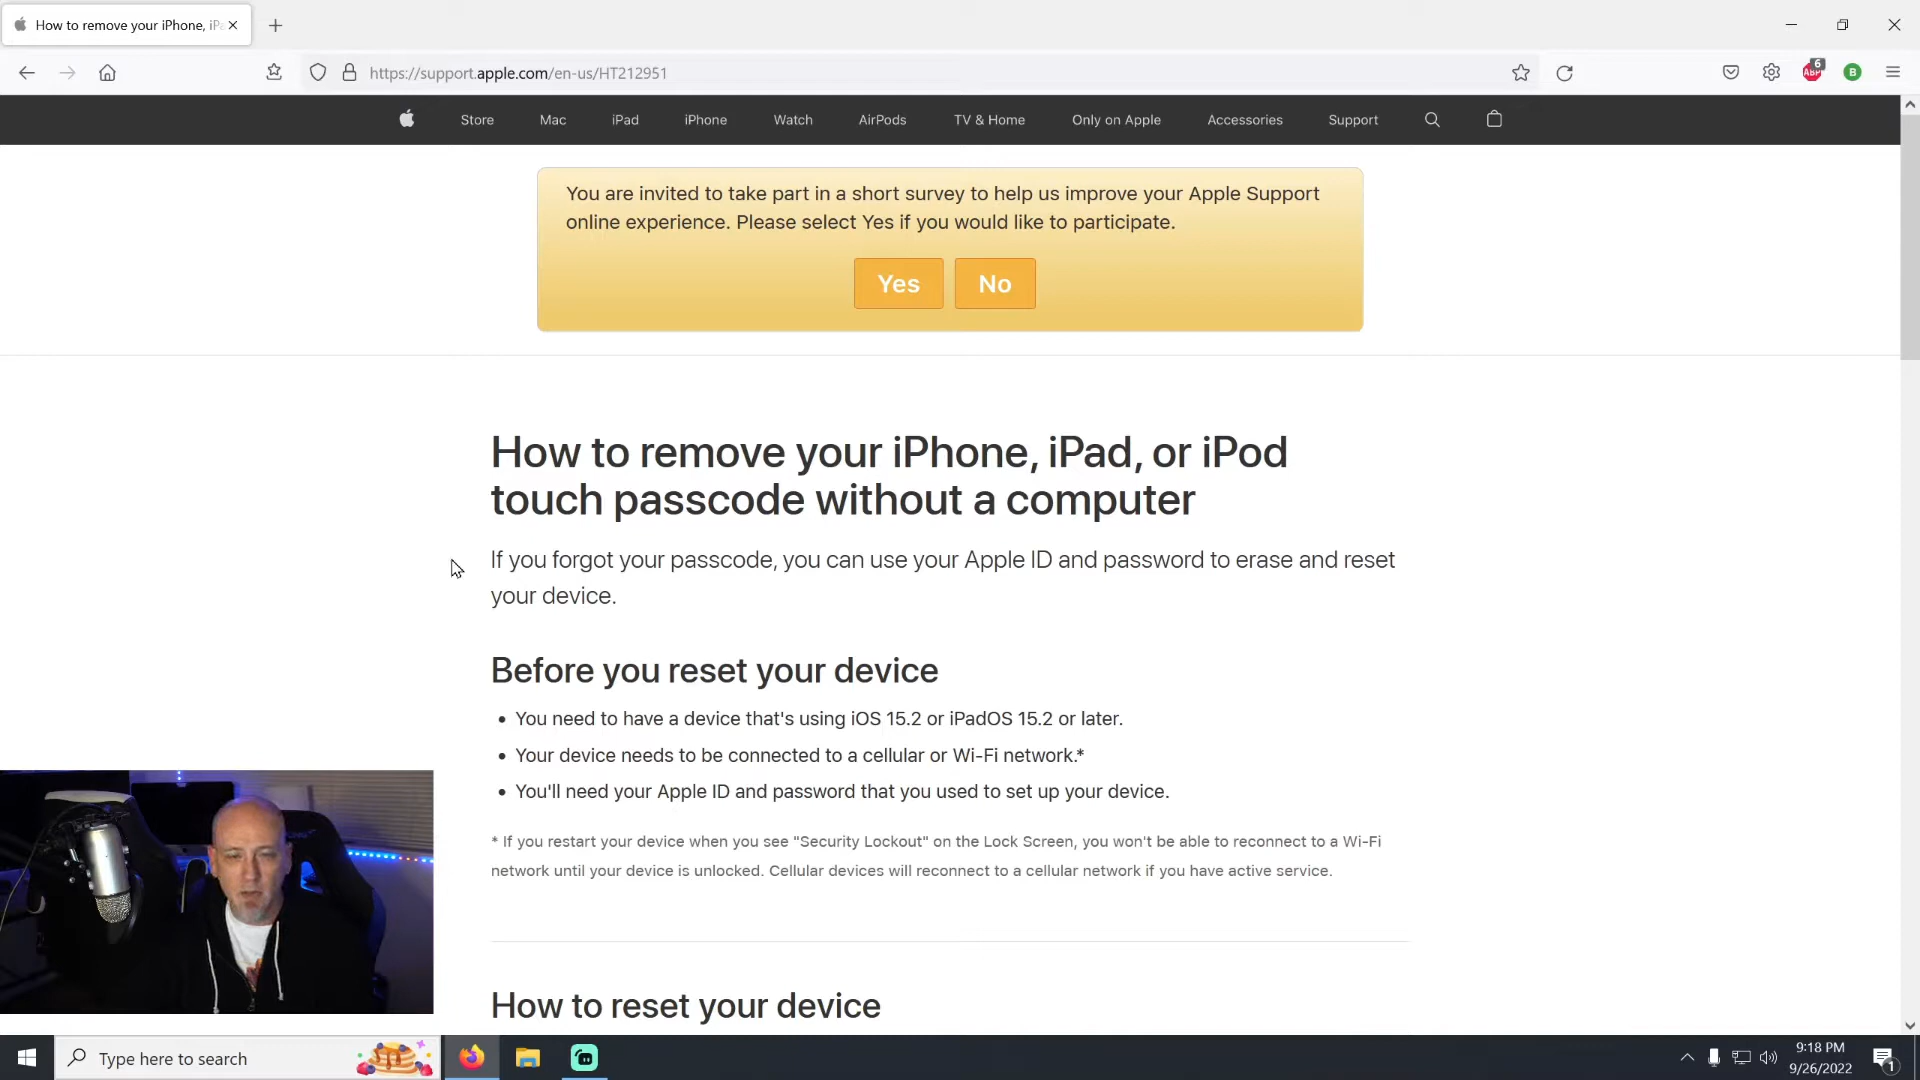 How to remove your iPhone, iPa
https://support.apple.com/en-us/HT212951
6
ABP
B
Store Mac iPad iPhone Watch AirPods TV & Home Only on Apple Accessories Support
You are invited to take part in a short survey to help us improve your Apple Support
online experience. Please select Yes if you would like to participate.
Yes No
How to remove your iPhone, iPad, or iPod
touch passcode without a computer
If you forgot your passcode, you can use your Apple ID and password to erase and reset
your device.
Before you reset your device
• You need to have a device that's using iOS 15.2 or iPadOS 15.2 or later.
• Your device needs to be connected to a cellular or Wi-Fi network.*
• You'll need your Apple ID and password that you used to set up your device.
* If you restart your device when you see "Security Lockout" on the Lock Screen, you won't be able to reconnect to a Wi-Fi
network until your device is unlocked. Cellular devices will reconnect to a cellular network if you have active service.
How to reset your device
Type here to search
9:18 PM
9/26/2022
1